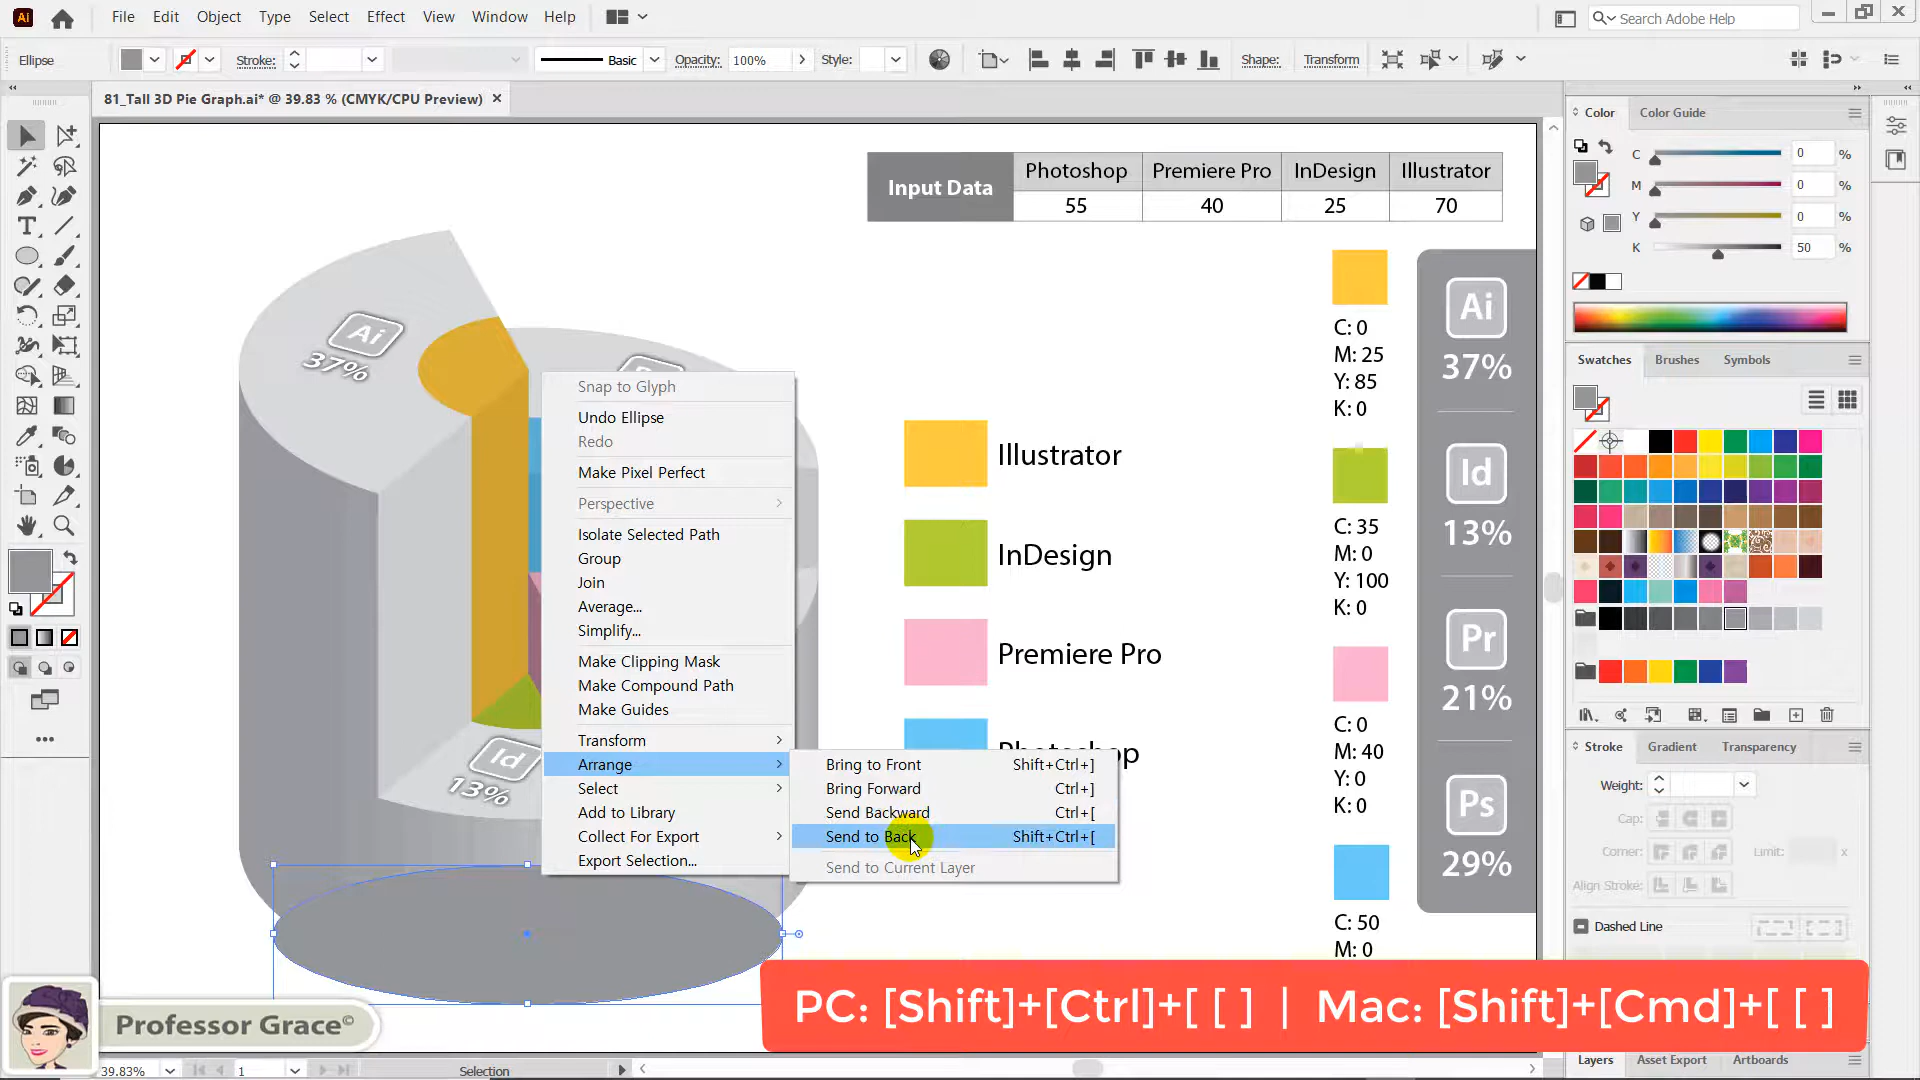 Ai
File Edit Object Type Select Effect View Window Help
Search Adobe Help
Ellipse Stroke: Basic Opacity: 100% Style: Shape: Transform
81_Tall 3D Pie Graph.ai* @ 39.83 % (CMYK/CPU Preview)
Input Data Photoshop Premiere Pro InDesign Illustrator
55 40 25 70
Ai
37%
Id
13%
Snap to Glyph
Undo Ellipse
Redo
Make Pixel Perfect
Perspective
Isolate Selected Path
Group
Join
Average...
Simplify...
Make Clipping Mask
Make Compound Path
Make Guides
Transform
Arrange
Select
Add to Library
Collect For Export
Export Selection...
Bring to Front Shift+Ctrl+]
Bring Forward Ctrl+]
Send Backward Ctrl+[
Send to Back Shift+Ctrl+[
Send to Current Layer
Illustrator
InDesign
Premiere Pro
Photoshop
C: 0
M: 25
Y: 85
K: 0
C: 35
M: 0
Y: 100
K: 0
C: 0
M: 40
Y: 0
K: 0
C: 50
M: 0
Ai
37%
Id
13%
Pr
21%
Ps
29%
Color Color Guide
C 0 %
M 0 %
Y 0 %
K 50 %
Swatches Brushes Symbols
Stroke Gradient Transparency
Weight:
Cap:
Corner: Limit: x
Align Stroke:
Dashed Line
Layers Asset Export Artboards
PC: [Shift]+[Ctrl]+[ [ ] | Mac: [Shift]+[Cmd]+[ [ ]
Professor Grace©
39.83% 1 Selection